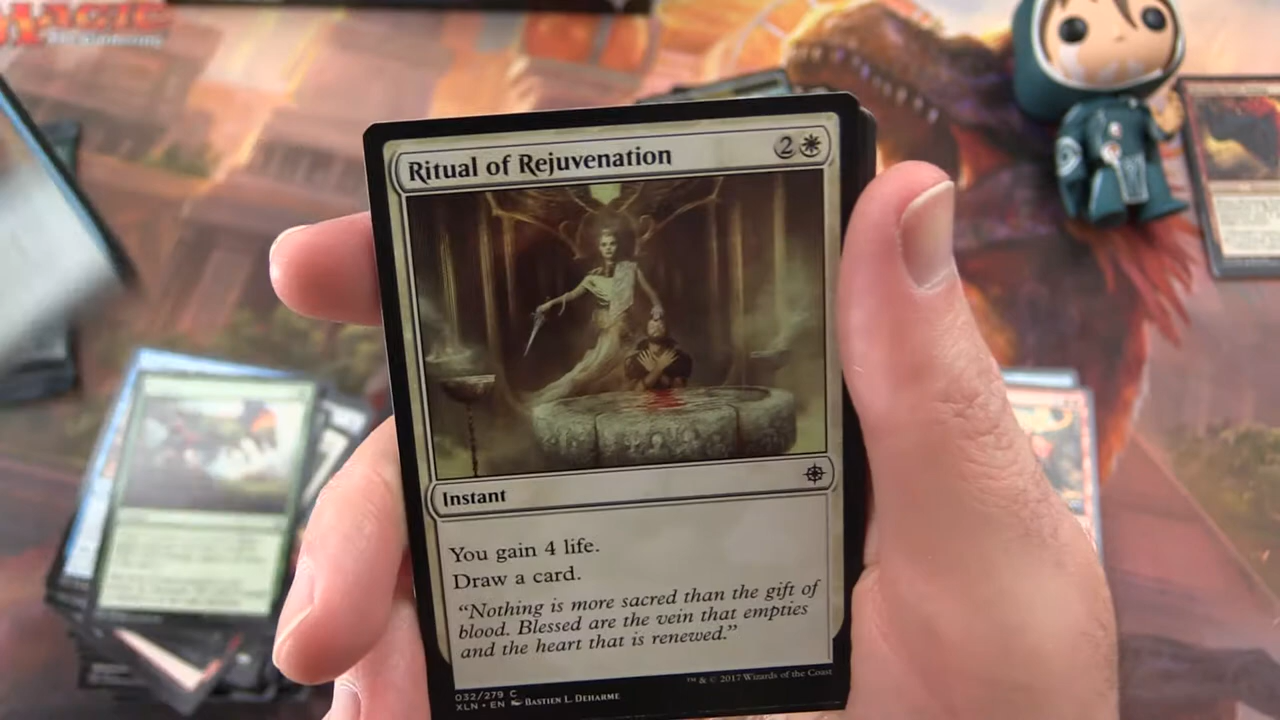 MAGIC
Ritual of Rejuvenation 2
Instant
You gain 4 life.
Draw a card.
“Nothing is more sacred than the gift of
blood. Blessed are the vein that empties
and the heart that is renewed.”
032/279 C
XLN • EN BASTIEN L. DEHARME
™ & © 2017 Wizards of the Coast